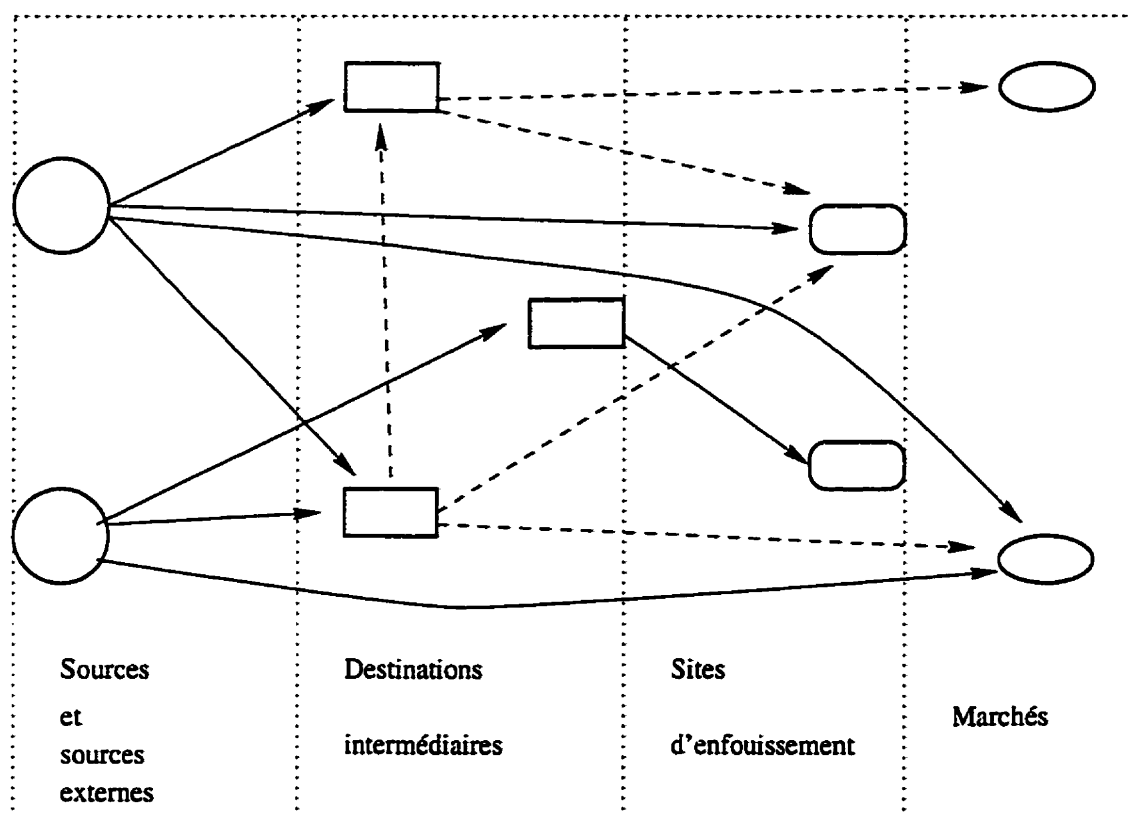 Sources
et
sources
externes
Destinations
intermédiaires
Sites
d'enfouissement
Marchés